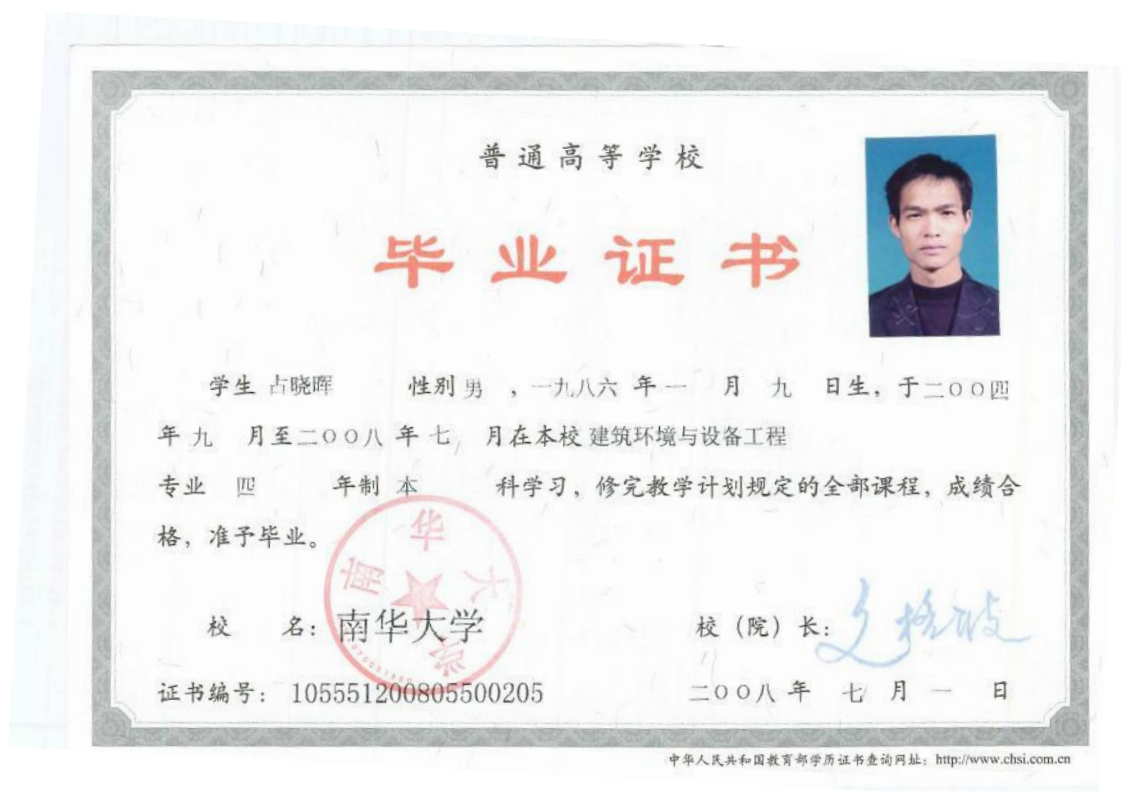 普通高等学校
毕业证书
学生 占晓晖 性别 男 ，一九八六 年 一 月 九 日生，于二〇〇四
年 九 月至二〇〇八 年 七 月在本校 建筑环境与设备工程
专业 四 年制 本 科学习，修完教学计划规定的全部课程，成绩合
格，准予毕业。
南华大学
校 名：南华大学 校（院）长：文格波
证书编号： 105551200805500205 二〇〇八 年 七 月 一 日
中华人民共和国教育部学历证书查询网址：http://www.chsi.com.cn